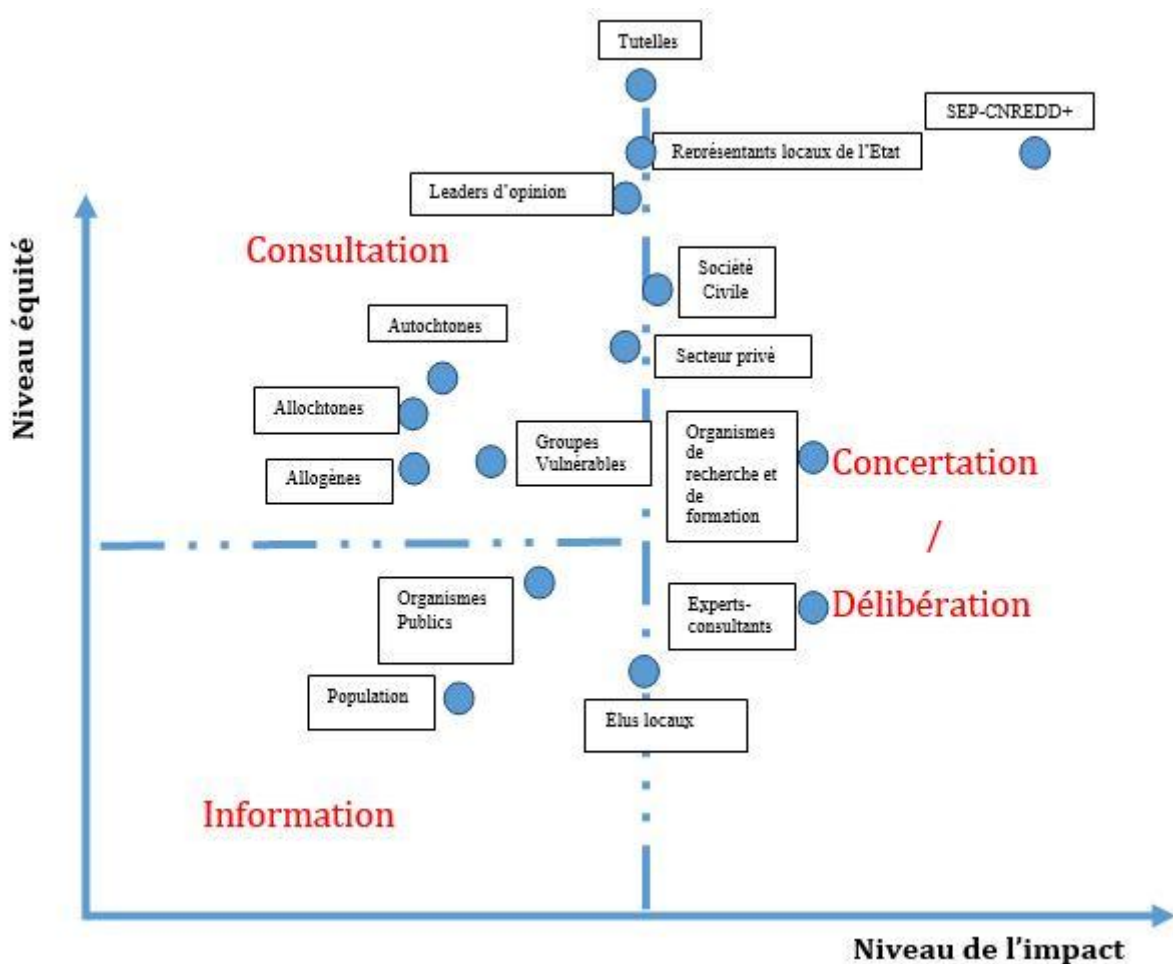 Tutelles
SEP-CNREDD+
Représentants locaux de l'Etat
Leaders d'opinion
Consultation
Société
Civile
Autochtones
Secteur privé
Allochtones
Allogènes
Groupes
Vulnérables
Organismes
de
recherche et
de
formation
Concertation
/
Délibération
Organismes
Publics
Experts-
consultants
Population
Elus locaux
Information
Niveau équité
Niveau de l'impact